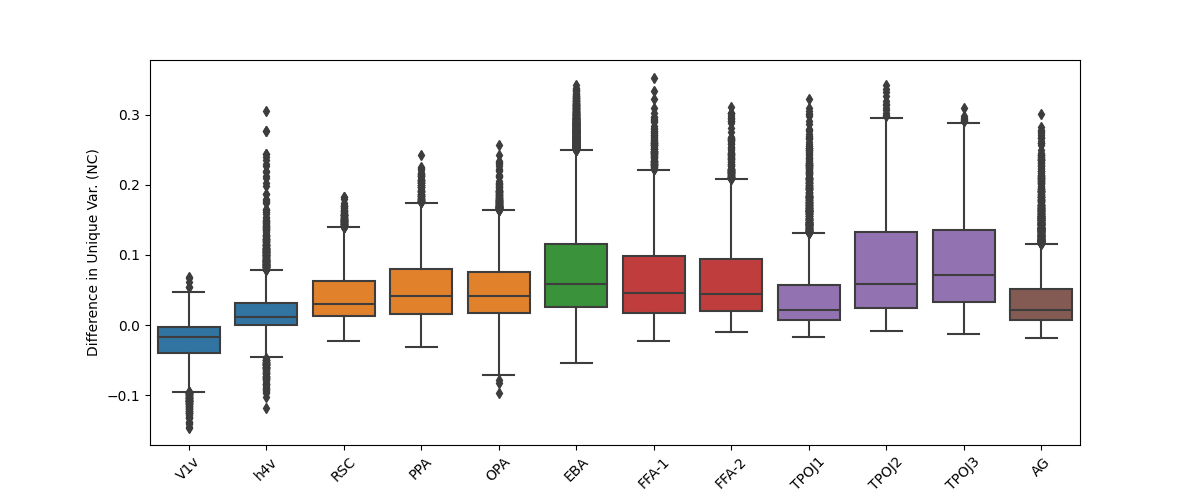 Difference in Unique Var. (NC)
0.3
0.2
0.1
0.0
−0.1
V1v
h4v
RSC
PPA
OPA
EBA
FFA-1
FFA-2
TPOJ1
TPOJ2
TPOJ3
AG